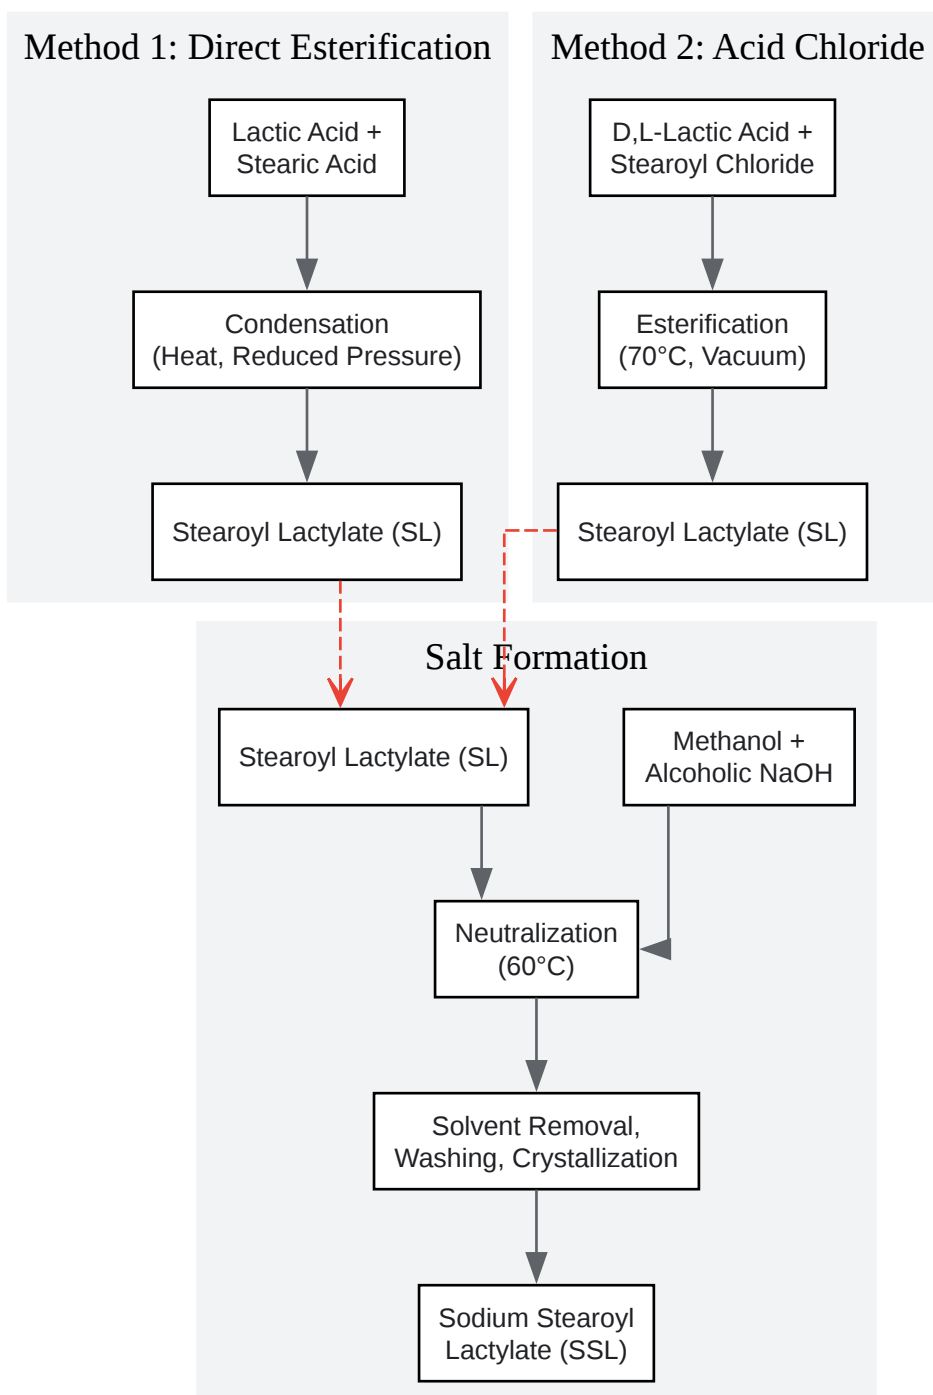 Method 1: Direct Esterification
Lactic Acid +
Stearic Acid
Condensation
(Heat, Reduced Pressure)
Stearoyl Lactylate (SL)
Method 2: Acid Chloride
D,L-Lactic Acid +
Stearoyl Chloride
Esterification
(70°C, Vacuum)
Stearoyl Lactylate (SL)
Salt Formation
Stearoyl Lactylate (SL)
Methanol +
Alcoholic NaOH
Neutralization
(60°C)
Solvent Removal,
Washing, Crystallization
Sodium Stearoyl
Lactylate (SSL)